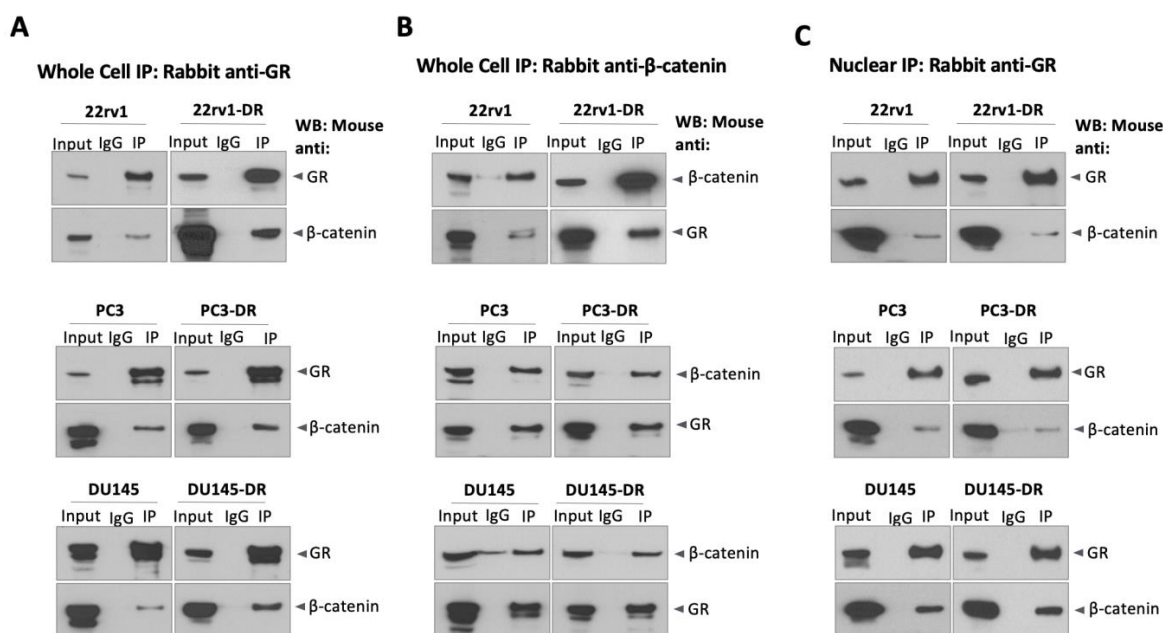 A
Whole Cell IP: Rabbit anti-GR
22rv1 22rv1-DR
Input IgG IP Input IgG IP
WB: Mouse
anti:
GR
β-catenin
PC3 PC3-DR
Input IgG IP Input IgG IP
GR
β-catenin
DU145 DU145-DR
Input IgG IP Input IgG IP
GR
β-catenin
B
Whole Cell IP: Rabbit anti-β-catenin
22rv1 22rv1-DR
Input IgG IP Input IgG IP
WB: Mouse
anti:
β-catenin
GR
PC3 PC3-DR
Input IgG IP Input IgG IP
β-catenin
GR
DU145 DU145-DR
Input IgG IP Input IgG IP
β-catenin
GR
C
Nuclear IP: Rabbit anti-GR
22rv1 22rv1-DR
Input IgG IP Input IgG IP
GR
β-catenin
PC3 PC3-DR
Input IgG IP Input IgG IP
GR
β-catenin
DU145 DU145-DR
Input IgG IP Input IgG IP
GR
β-catenin